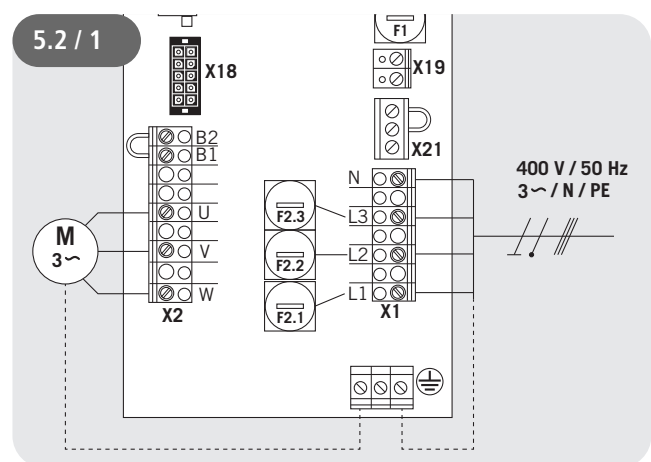 5.2 / 1
F1
X18
X19
B2
B1
X21
N
400 V / 50 Hz
3~ / N / PE
U
F2.3
L3
M
3~
V
F2.2
L2
W
F2.1
L1
X2
X1